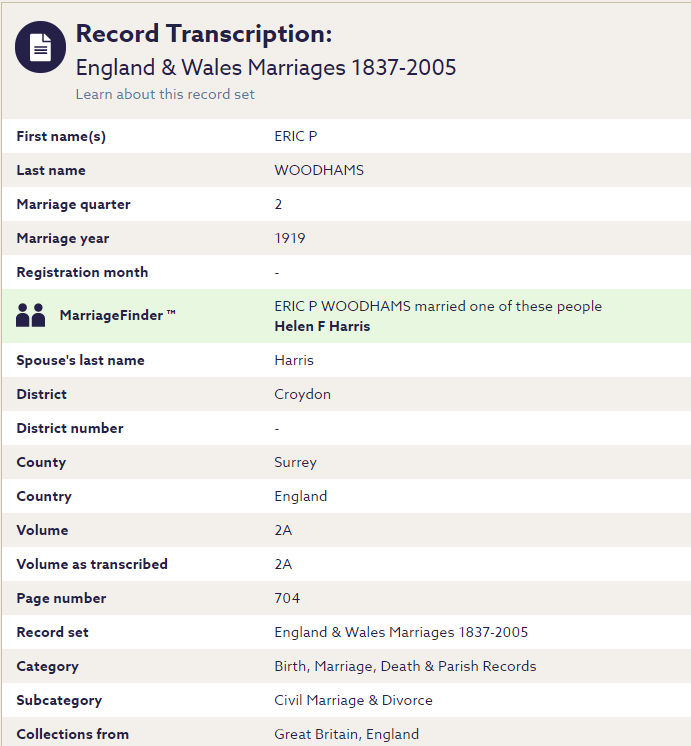 Record Transcription:
England & Wales Marriages 1837-2005
Learn about this record set
First name(s) ERIC P
Last name WOODHAMS
Marriage quarter 2
Marriage year 1919
Registration month -
MarriageFinder ™ ERIC P WOODHAMS married one of these people
Helen F Harris
Spouse's last name Harris
District Croydon
District number -
County Surrey
Country England
Volume 2A
Volume as transcribed 2A
Page number 704
Record set England & Wales Marriages 1837-2005
Category Birth, Marriage, Death & Parish Records
Subcategory Civil Marriage & Divorce
Collections from Great Britain, England